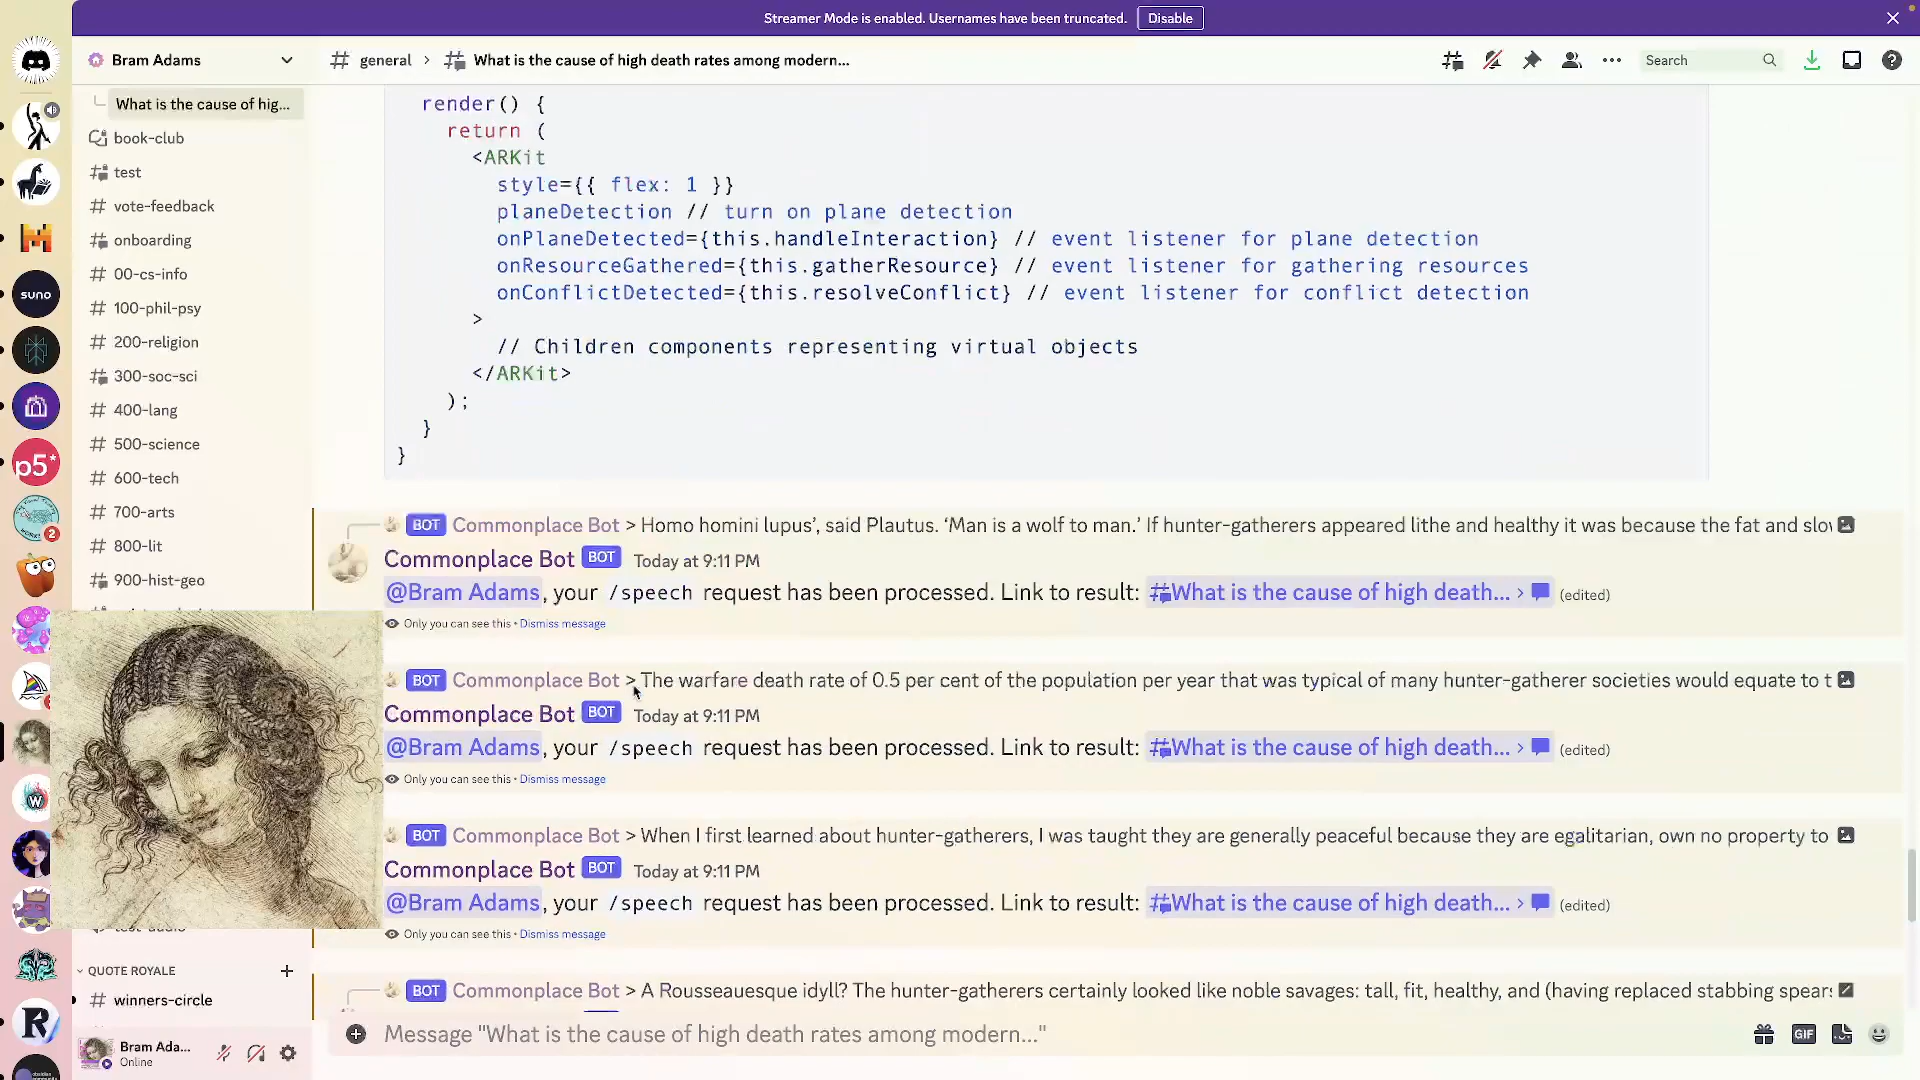 Streamer Mode is enabled. Usernames have been truncated. Disable
Bram Adams
general › What is the cause of high death rates among modern...
Search
What is the cause of hig...
book-club
test
vote-feedback
onboarding
00-cs-info
100-phil-psy
200-religion
300-soc-sci
400-lang
500-science
600-tech
700-arts
800-lit
900-hist-geo
QUOTE ROYALE
winners-circle
Bram Ada...
Online
suno
p5*
2
W
R
render() {
return (
<ARKit
style={{ flex: 1 }}
planeDetection // turn on plane detection
onPlaneDetected={this.handleInteraction} // event listener for plane detection
onResourceGathered={this.gatherResource} // event listener for gathering resources
onConflictDetected={this.resolveConflict} // event listener for conflict detection
>
// Children components representing virtual objects
</ARKit>
);
}
}
BOT Commonplace Bot > Homo homini lupus’, said Plautus. ‘Man is a wolf to man.’ If hunter-gatherers appeared lithe and healthy it was because the fat and slo
Commonplace Bot BOT Today at 9:11 PM
@Bram Adams, your /speech request has been processed. Link to result: What is the cause of high death... › (edited)
Only you can see this • Dismiss message
BOT Commonplace Bot > The warfare death rate of 0.5 per cent of the population per year that was typical of many hunter-gatherer societies would equate to t
Commonplace Bot BOT Today at 9:11 PM
@Bram Adams, your /speech request has been processed. Link to result: What is the cause of high death... › (edited)
Only you can see this • Dismiss message
BOT Commonplace Bot > When I first learned about hunter-gatherers, I was taught they are generally peaceful because they are egalitarian, own no property to
Commonplace Bot BOT Today at 9:11 PM
@Bram Adams, your /speech request has been processed. Link to result: What is the cause of high death... › (edited)
Only you can see this • Dismiss message
BOT Commonplace Bot > A Rousseauesque idyll? The hunter-gatherers certainly looked like noble savages: tall, fit, healthy, and (having replaced stabbing spears
Message "What is the cause of high death rates among modern..."
GIF